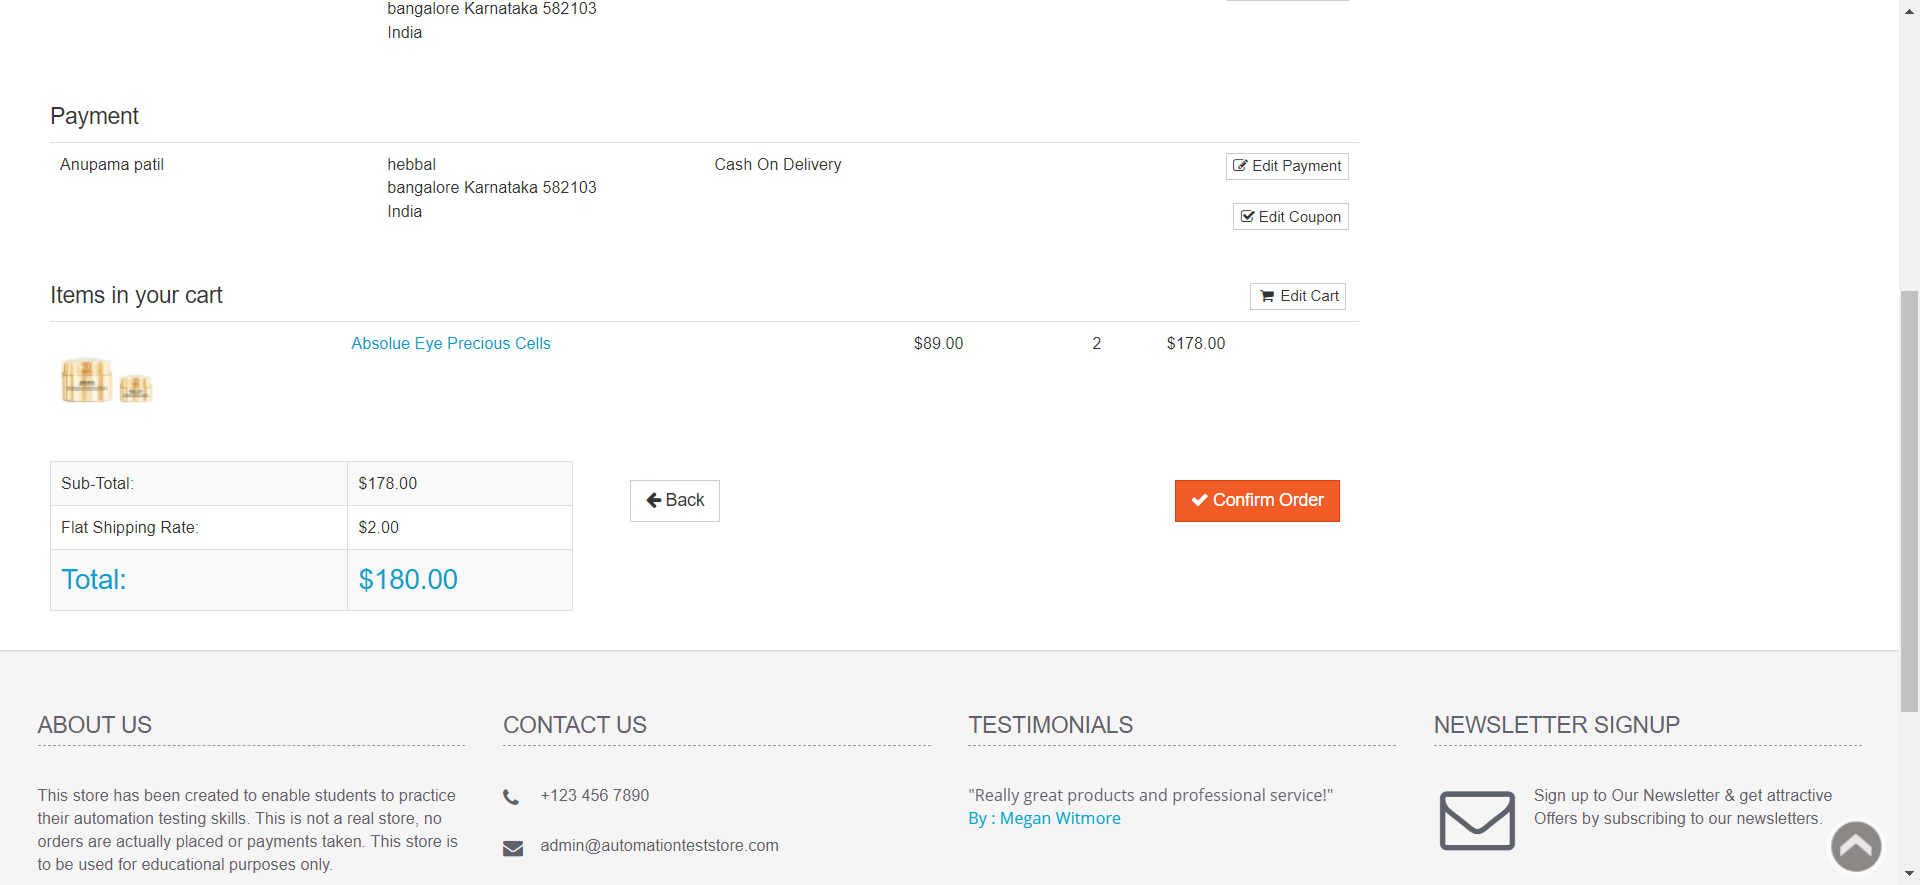 bangalore Karnataka 582103
India
Payment
Anupama patil
hebbal
bangalore Karnataka 582103
India
Cash On Delivery
Edit Payment
Edit Coupon
Items in your cart
Edit Cart
Absolue Eye Precious Cells
$89.00
2
$178.00
Sub-Total:
$178.00
Flat Shipping Rate:
$2.00
Total:
$180.00
Back
Confirm Order
ABOUT US
This store has been created to enable students to practice
their automation testing skills. This is not a real store, no
orders are actually placed or payments taken. This store is
to be used for educational purposes only.
CONTACT US
+123 456 7890
admin@automationteststore.com
TESTIMONIALS
"Really great products and professional service!"
By : Megan Witmore
NEWSLETTER SIGNUP
Sign up to Our Newsletter & get attractive
Offers by subscribing to our newsletters.